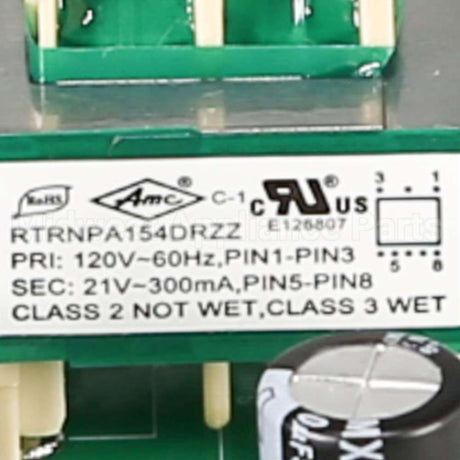 RoHS Amc ® C-1 c RU ® US 3 1
E126807
RTRNPA154DRZZ
PRI: 120V~60Hz,PIN1-PIN3
SEC: 21V~300mA,PIN5-PIN8
5 8
CLASS 2 NOT WET,CLASS 3 WET